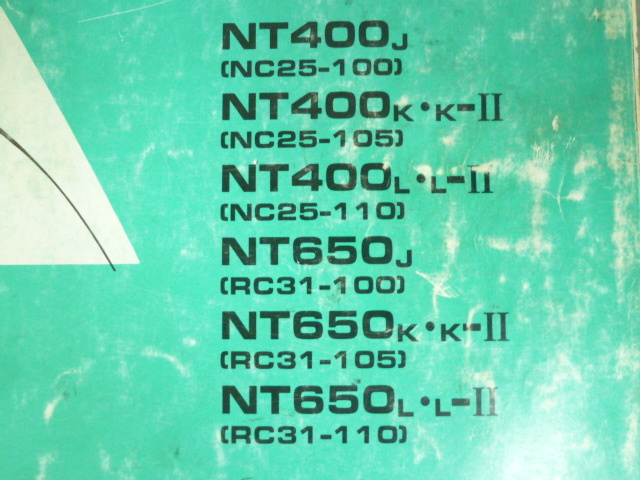 NT400J
(NC25-100)
NT400K・K-II
(NC25-105)
NT400L・L-II
(NC25-110)
NT650J
(RC31-100)
NT650K・K-II
(RC31-105)
NT650L・L-II
(RC31-110)